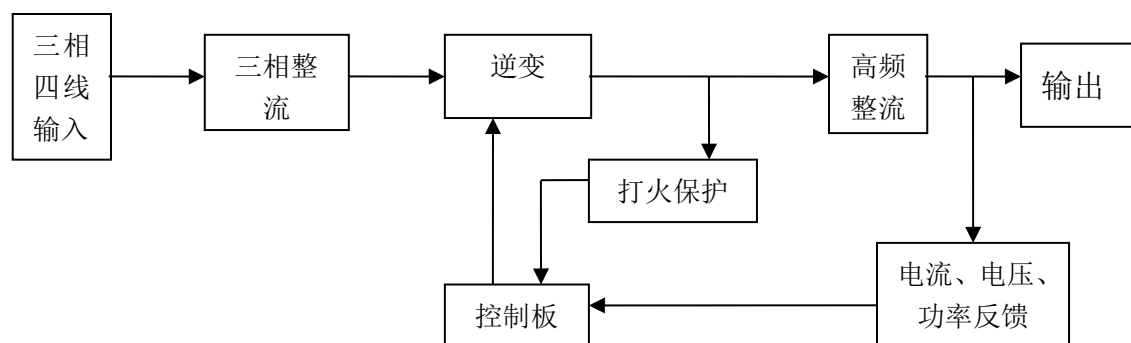 三相
四线
输入
三相整
流
逆变
高频
整流
输出
打火保护
控制板
电流、电压、
功率反馈